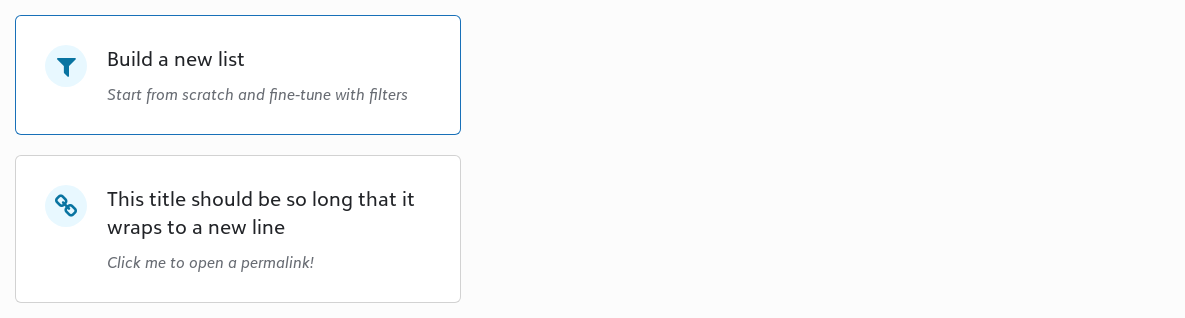 Build a new list
Start from scratch and fine-tune with filters
This title should be so long that it
wraps to a new line
Click me to open a permalink!